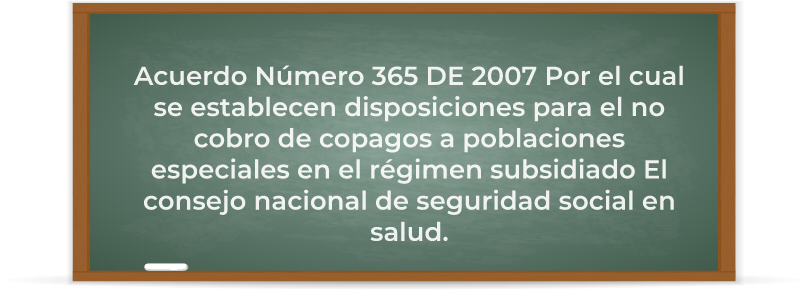 Acuerdo Número 365 DE 2007 Por el cual
se establecen disposiciones para el no
cobro de copagos a poblaciones
especiales en el régimen subsidiado El
consejo nacional de seguridad social en
salud.